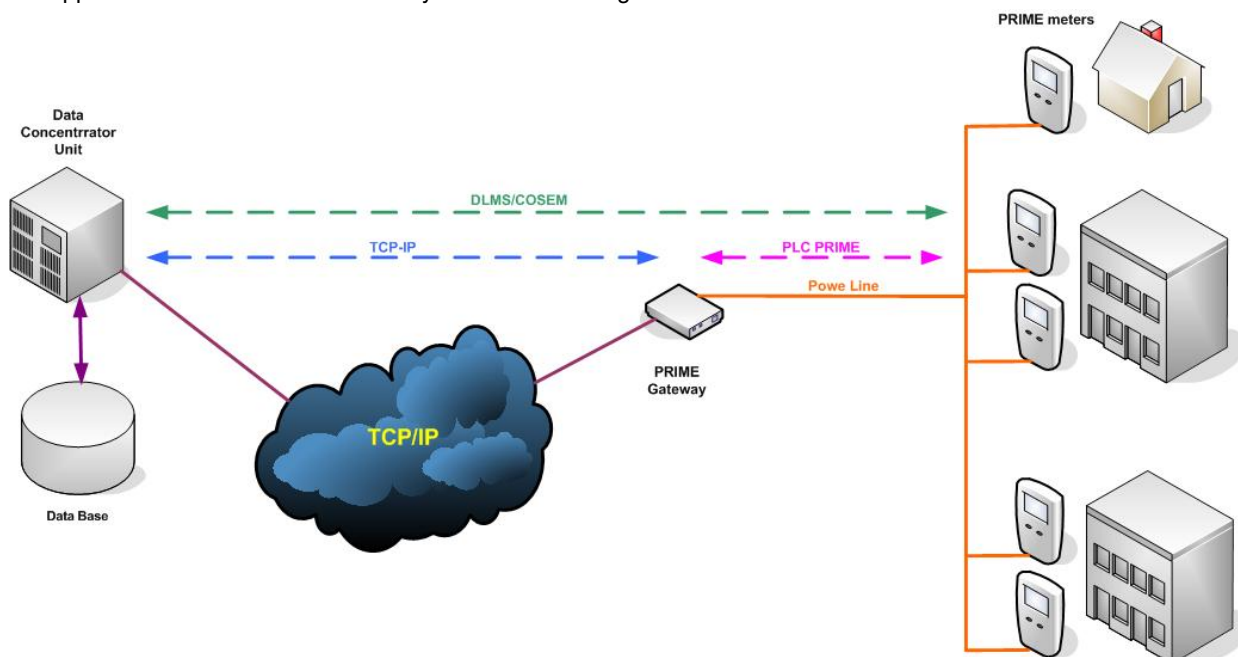 PRIME meters
Data
Concentrrator
Unit
DLMS/COSEM
TCP-IP
PLC PRIME
Powe Line
PRIME
Gateway
TCP/IP
Data Base